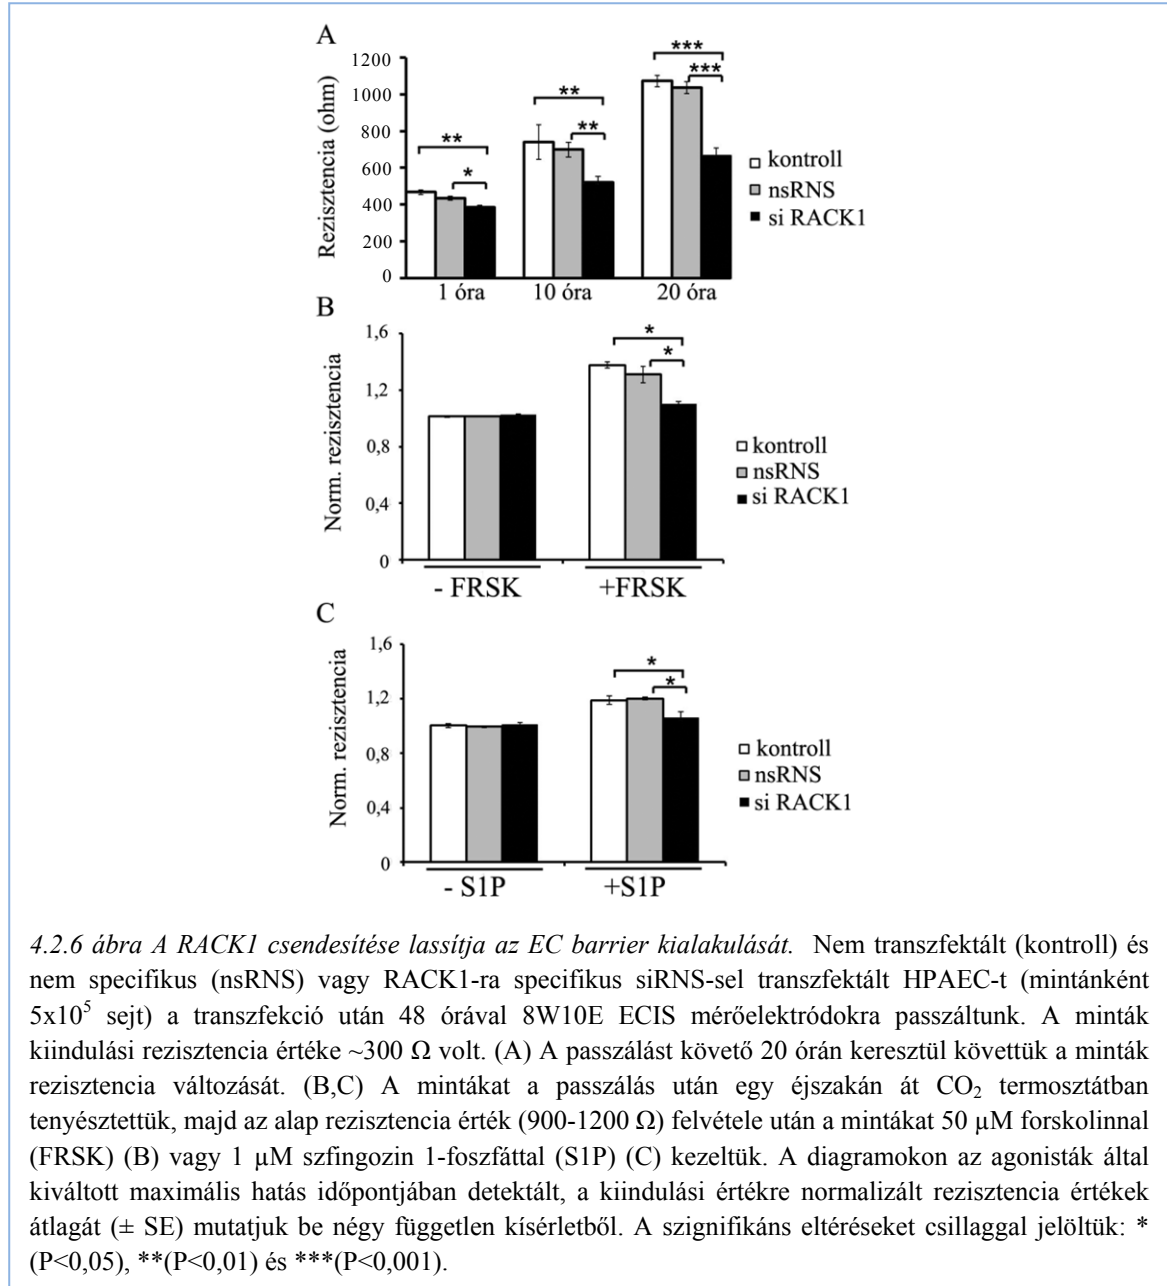 A
***
***
**
**
**
*
Rezisztencia (ohm)
1200
1000
800
600
400
200
0
1 óra 10 óra 20 óra
kontroll
nsRNS
si RACK1
B
*
*
Norm. rezisztencia
1,6
1,2
0,8
0,4
0
- FRSK +FRSK
kontroll
nsRNS
si RACK1
C
*
*
Norm. rezisztencia
1,6
1,2
0,8
0,4
0
- S1P +S1P
kontroll
nsRNS
si RACK1
4.2.6 ábra A RACK1 csendesítése lassítja az EC barrier kialakulását. Nem transzfektált (kontroll) és
nem specifikus (nsRNS) vagy RACK1-ra specifikus siRNS-sel transzfektált HPAEC-t (mintánként
5x10⁵ sejt) a transzfekció után 48 órával 8W10E ECIS mérőelektródokra passzáltunk. A minták
kiindulási rezisztencia értéke ~300 Ω volt. (A) A passzálást követő 20 órán keresztül követtük a minták
rezisztencia változását. (B,C) A mintákat a passzálás után egy éjszakán át CO₂ termosztátban
tenyésztettük, majd az alap rezisztencia érték (900-1200 Ω) felvétele után a mintákat 50 µM forskolinnal
(FRSK) (B) vagy 1 µM szfingozin 1-foszfáttal (S1P) (C) kezeltük. A diagramokon az agonisták által
kiváltott maximális hatás időpontjában detektált, a kiindulási értékre normalizált rezisztencia értékek
átlagát (± SE) mutatjuk be négy független kísérletből. A szignifikáns eltéréseket csillaggal jelöltük: *
(P<0,05), **(P<0,01) és ***(P<0,001).